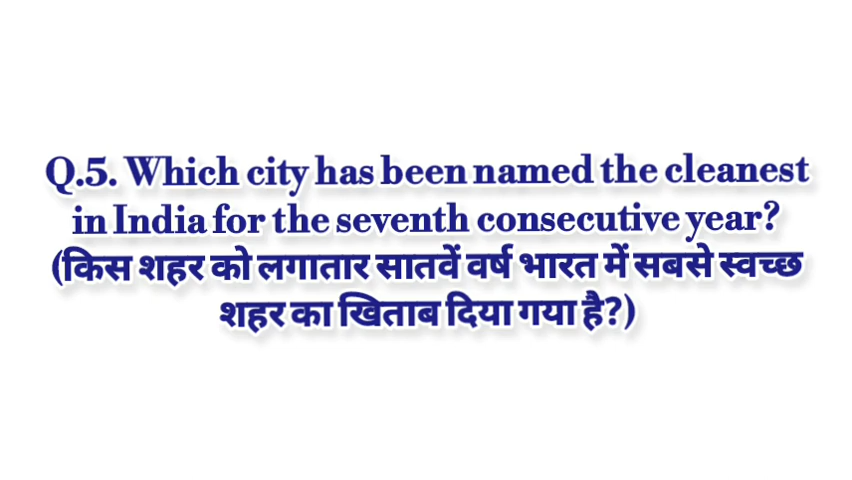 Q.5. Which city has been named the cleanest
in India for the seventh consecutive year?
(किस शहर को लगातार सातवें वर्ष भारत में सबसे स्वच्छ
शहर का खिताब दिया गया है?)